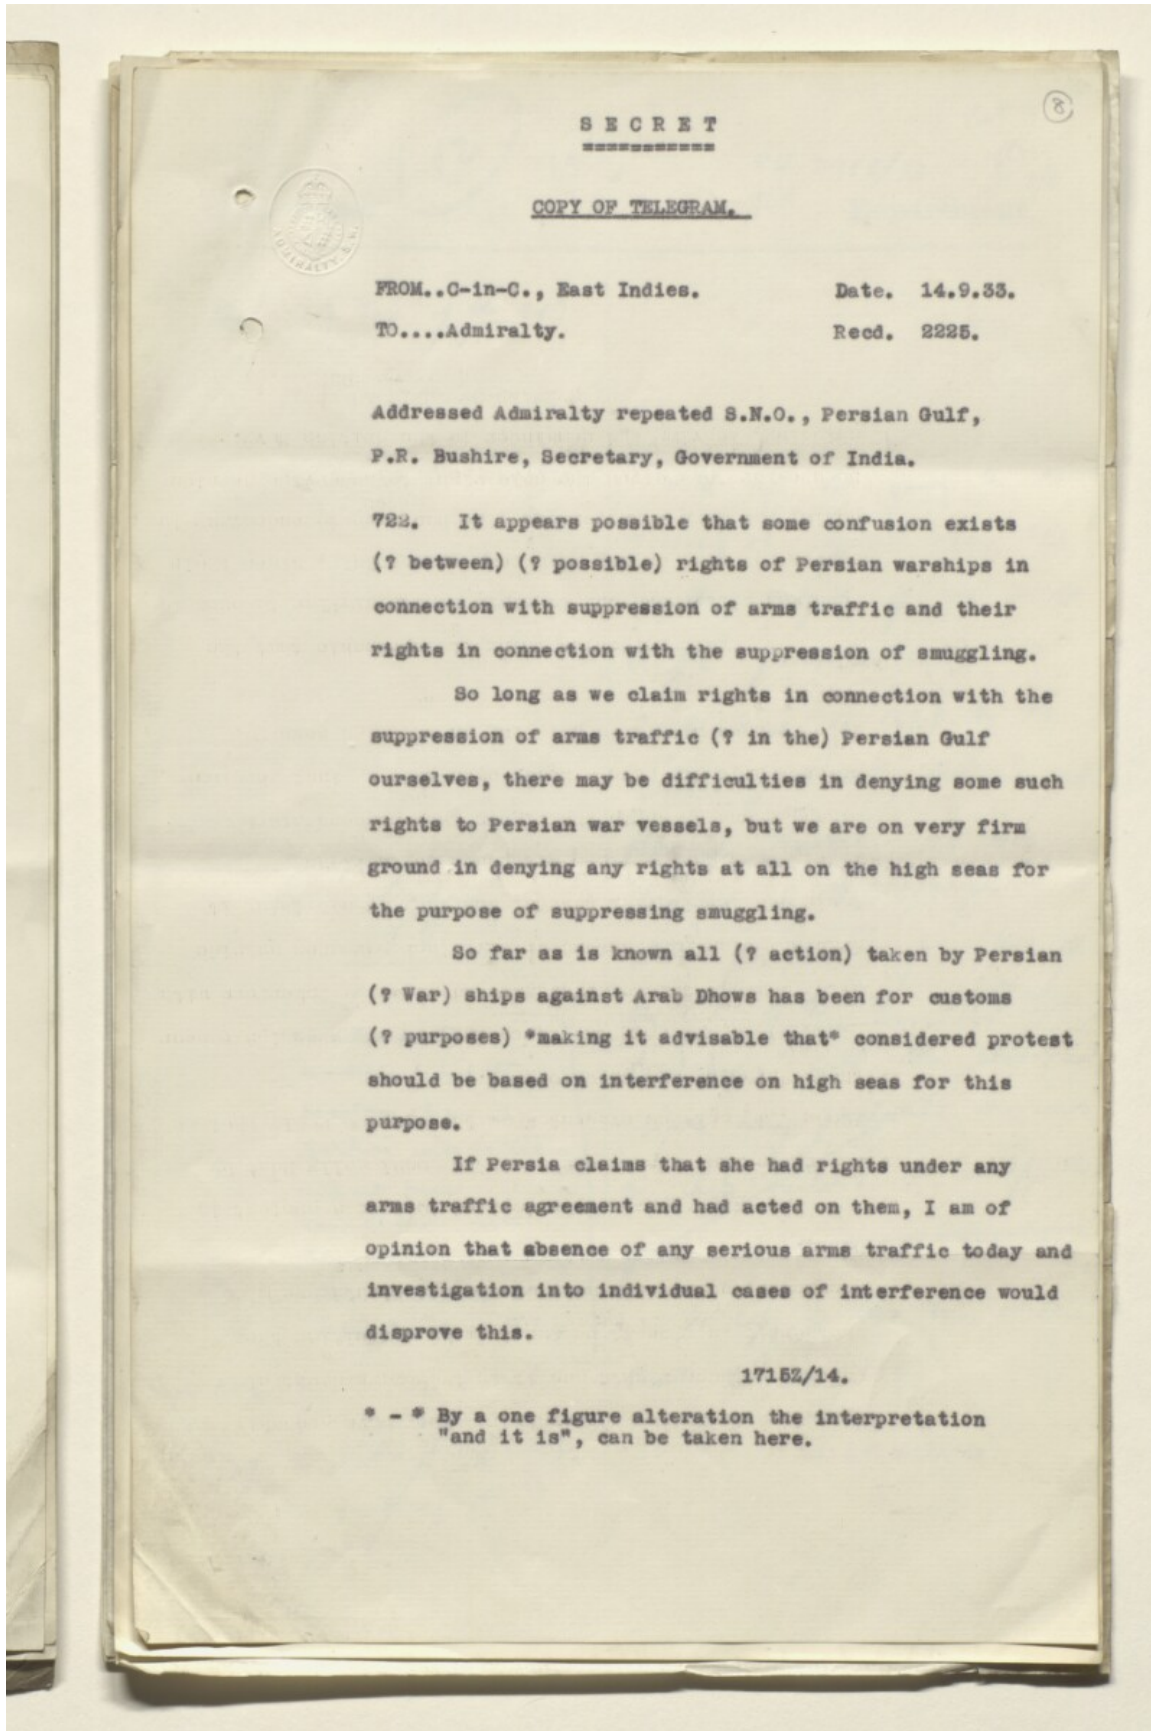 8
S E C R E T
===========
COPY OF TELEGRAM.
FROM..C-in-C., East Indies. Date. 14.9.33.
TO....Admiralty. Recd. 2225.
Addressed Admiralty repeated S.N.O., Persian Gulf,
P.R. Bushire, Secretary, Government of India.
722. It appears possible that some confusion exists
(? between) (? possible) rights of Persian warships in
connection with suppression of arms traffic and their
rights in connection with the suppression of smuggling.
So long as we claim rights in connection with the
suppression of arms traffic (? in the) Persian Gulf
ourselves, there may be difficulties in denying some such
rights to Persian war vessels, but we are on very firm
ground in denying any rights at all on the high seas for
the purpose of suppressing smuggling.
So far as is known all (? action) taken by Persian
(? War) ships against Arab Dhows has been for customs
(? purposes) *making it advisable that* considered protest
should be based on interference on high seas for this
purpose.
If Persia claims that she had rights under any
arms traffic agreement and had acted on them, I am of
opinion that absence of any serious arms traffic today and
investigation into individual cases of interference would
disprove this.
1715Z/14.
* - * By a one figure alteration the interpretation
"and it is", can be taken here.